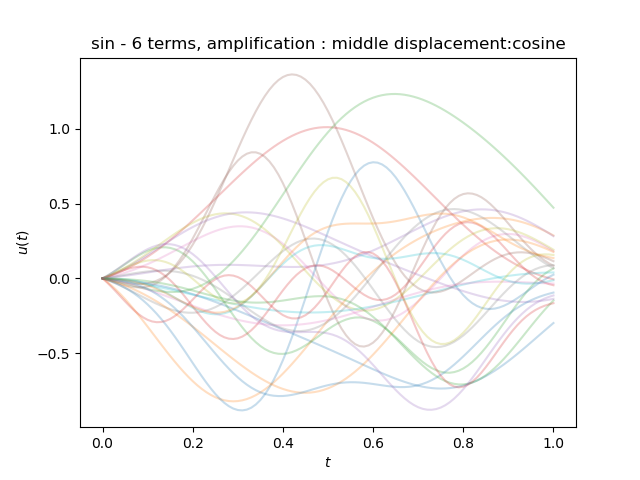 sin - 6 terms, amplification : middle displacement:cosine
u(t)
1.0
0.5
0.0
−0.5
0.0 0.2 0.4 0.6 0.8 1.0
t